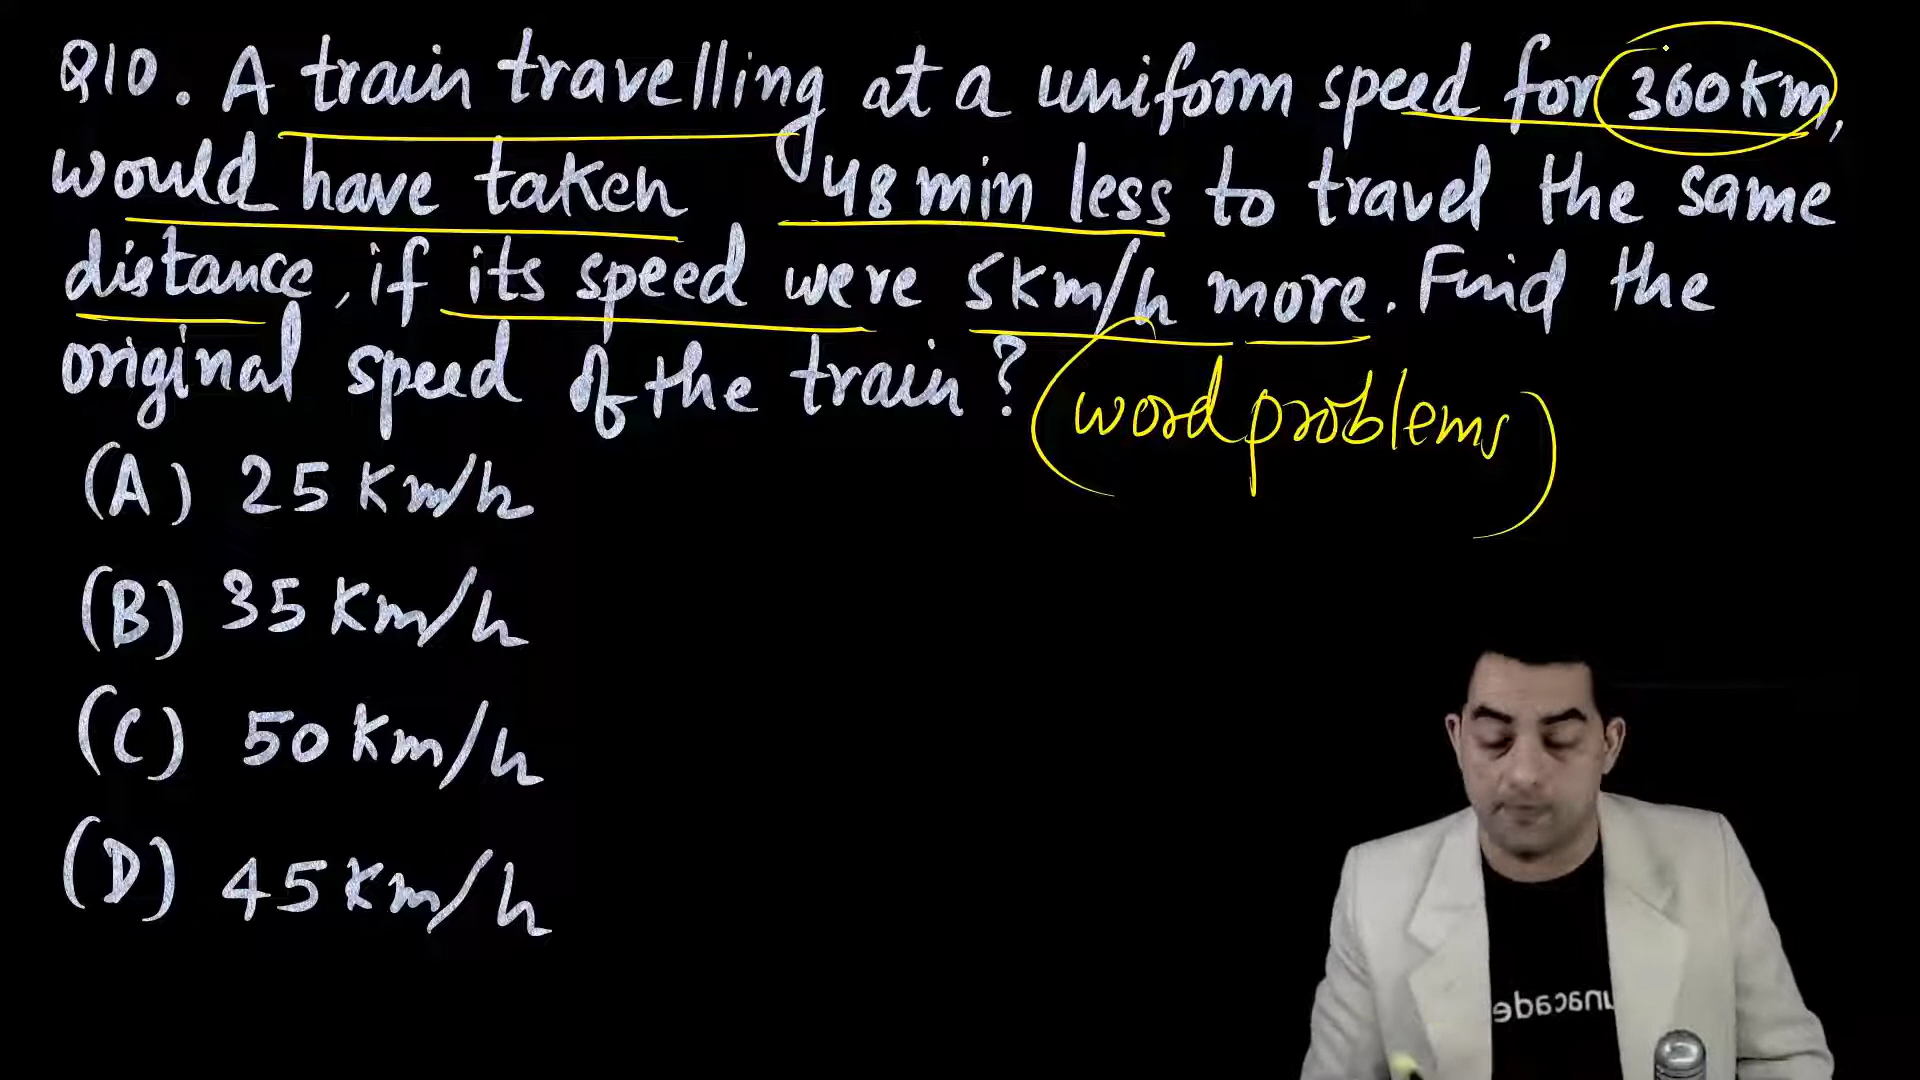 Q10. A train travelling at a uniform speed for 360 Km,
would have taken 48 min less to travel the same
distance, if its speed were 5 Km/h more. Find the
original speed of the train?
(word problems)
(A) 25 Km/h
(B) 35 Km/h
(C) 50 Km/h
(D) 45 Km/h
unacade